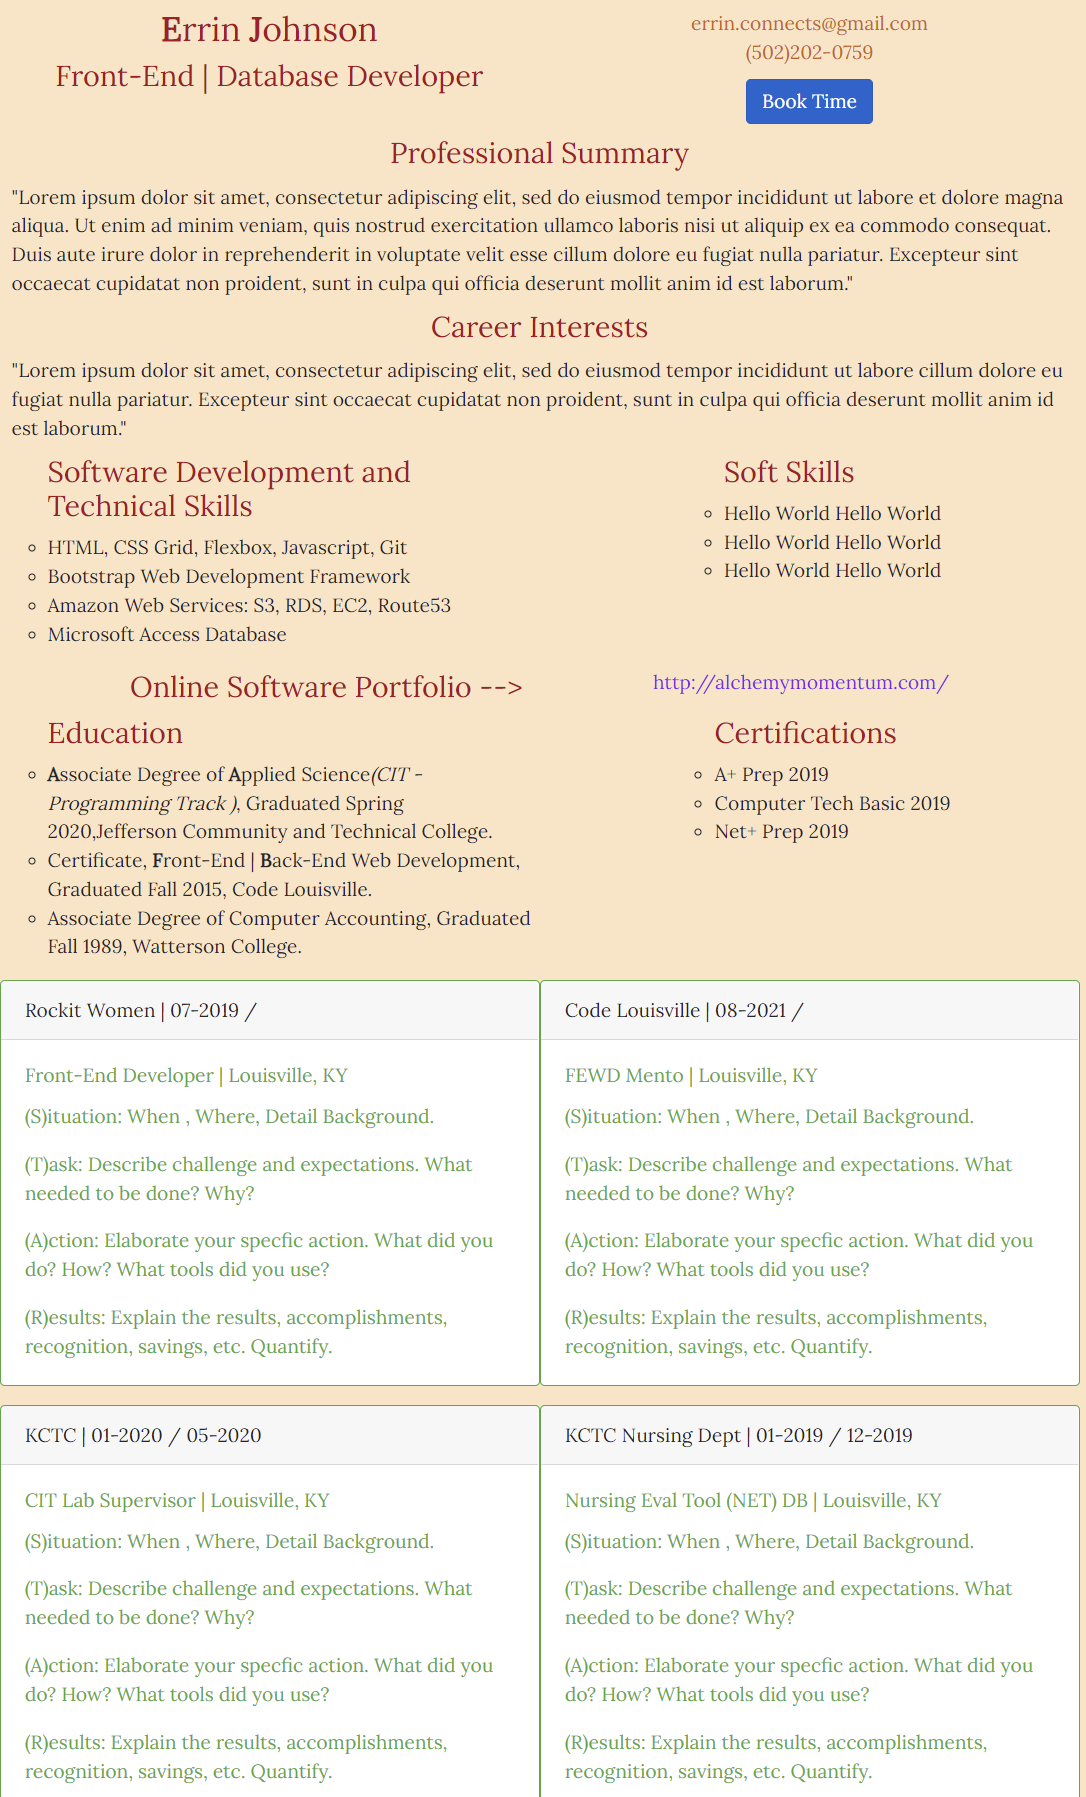 Errin Johnson
Front-End | Database Developer
errin.connects@gmail.com
(502)202-0759
Book Time
Professional Summary
"Lorem ipsum dolor sit amet, consectetur adipiscing elit, sed do eiusmod tempor incididunt ut labore et dolore magna
aliqua. Ut enim ad minim veniam, quis nostrud exercitation ullamco laboris nisi ut aliquip ex ea commodo consequat.
Duis aute irure dolor in reprehenderit in voluptate velit esse cillum dolore eu fugiat nulla pariatur. Excepteur sint
occaecat cupidatat non proident, sunt in culpa qui officia deserunt mollit anim id est laborum."
Career Interests
"Lorem ipsum dolor sit amet, consectetur adipiscing elit, sed do eiusmod tempor incididunt ut labore cillum dolore eu
fugiat nulla pariatur. Excepteur sint occaecat cupidatat non proident, sunt in culpa qui officia deserunt mollit anim id
est laborum."
Software Development and
Technical Skills
HTML, CSS Grid, Flexbox, Javascript, Git
Bootstrap Web Development Framework
Amazon Web Services: S3, RDS, EC2, Route53
Microsoft Access Database
Soft Skills
Hello World Hello World
Hello World Hello World
Hello World Hello World
Online Software Portfolio -->
http://alchemymomentum.com/
Education
Associate Degree of Applied Science(CIT -
Programming Track ), Graduated Spring
2020,Jefferson Community and Technical College.
Certificate, Front-End | Back-End Web Development,
Graduated Fall 2015, Code Louisville.
Associate Degree of Computer Accounting, Graduated
Fall 1989, Watterson College.
Certifications
A+ Prep 2019
Computer Tech Basic 2019
Net+ Prep 2019
Rockit Women | 07-2019 /
Front-End Developer | Louisville, KY
(S)ituation: When , Where, Detail Background.
(T)ask: Describe challenge and expectations. What
needed to be done? Why?
(A)ction: Elaborate your specfic action. What did you
do? How? What tools did you use?
(R)esults: Explain the results, accomplishments,
recognition, savings, etc. Quantify.
Code Louisville | 08-2021 /
FEWD Mento | Louisville, KY
(S)ituation: When , Where, Detail Background.
(T)ask: Describe challenge and expectations. What
needed to be done? Why?
(A)ction: Elaborate your specfic action. What did you
do? How? What tools did you use?
(R)esults: Explain the results, accomplishments,
recognition, savings, etc. Quantify.
KCTC | 01-2020 / 05-2020
CIT Lab Supervisor | Louisville, KY
(S)ituation: When , Where, Detail Background.
(T)ask: Describe challenge and expectations. What
needed to be done? Why?
(A)ction: Elaborate your specfic action. What did you
do? How? What tools did you use?
(R)esults: Explain the results, accomplishments,
recognition, savings, etc. Quantify.
KCTC Nursing Dept | 01-2019 / 12-2019
Nursing Eval Tool (NET) DB | Louisville, KY
(S)ituation: When , Where, Detail Background.
(T)ask: Describe challenge and expectations. What
needed to be done? Why?
(A)ction: Elaborate your specfic action. What did you
do? How? What tools did you use?
(R)esults: Explain the results, accomplishments,
recognition, savings, etc. Quantify.